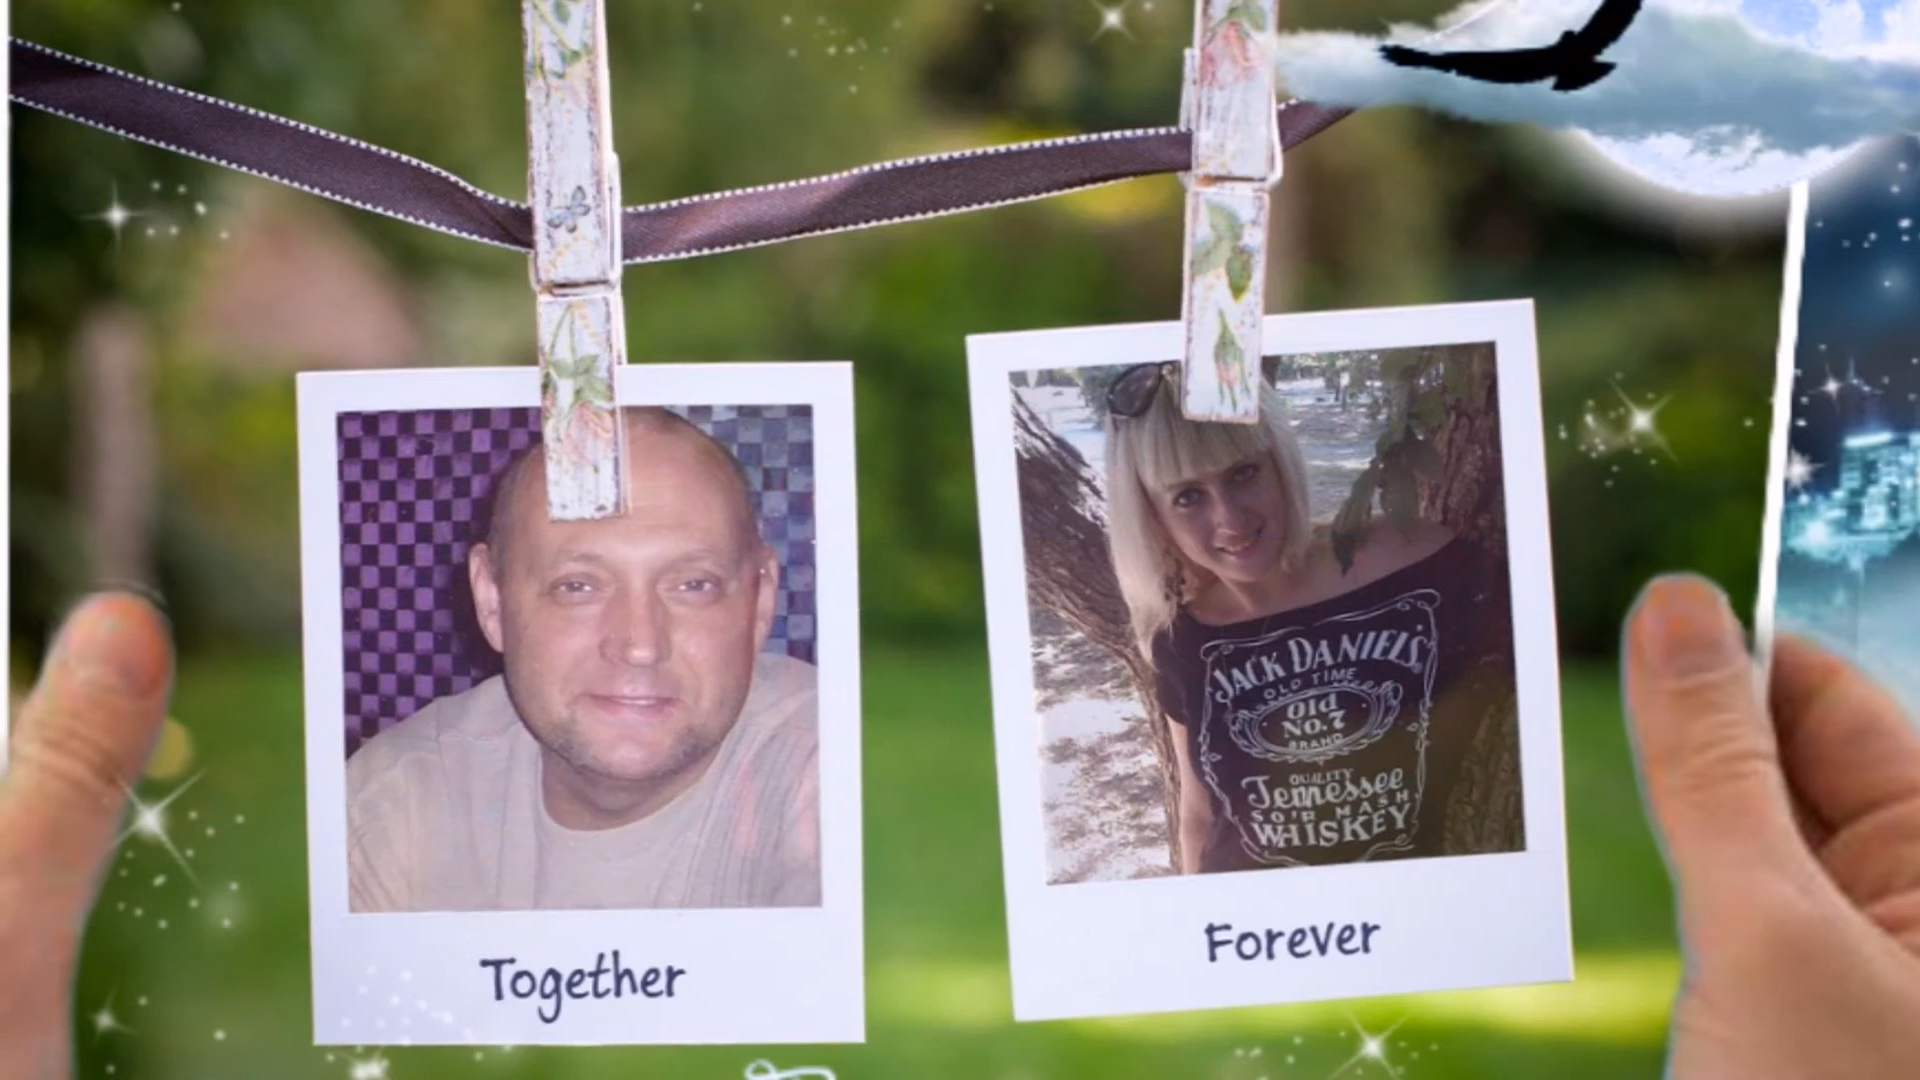 Together
Forever
JACK DANIEL'S
OLD TIME
Old
No.7
BRAND
QUALITY
Tennessee
SOUR MASH
WHISKEY